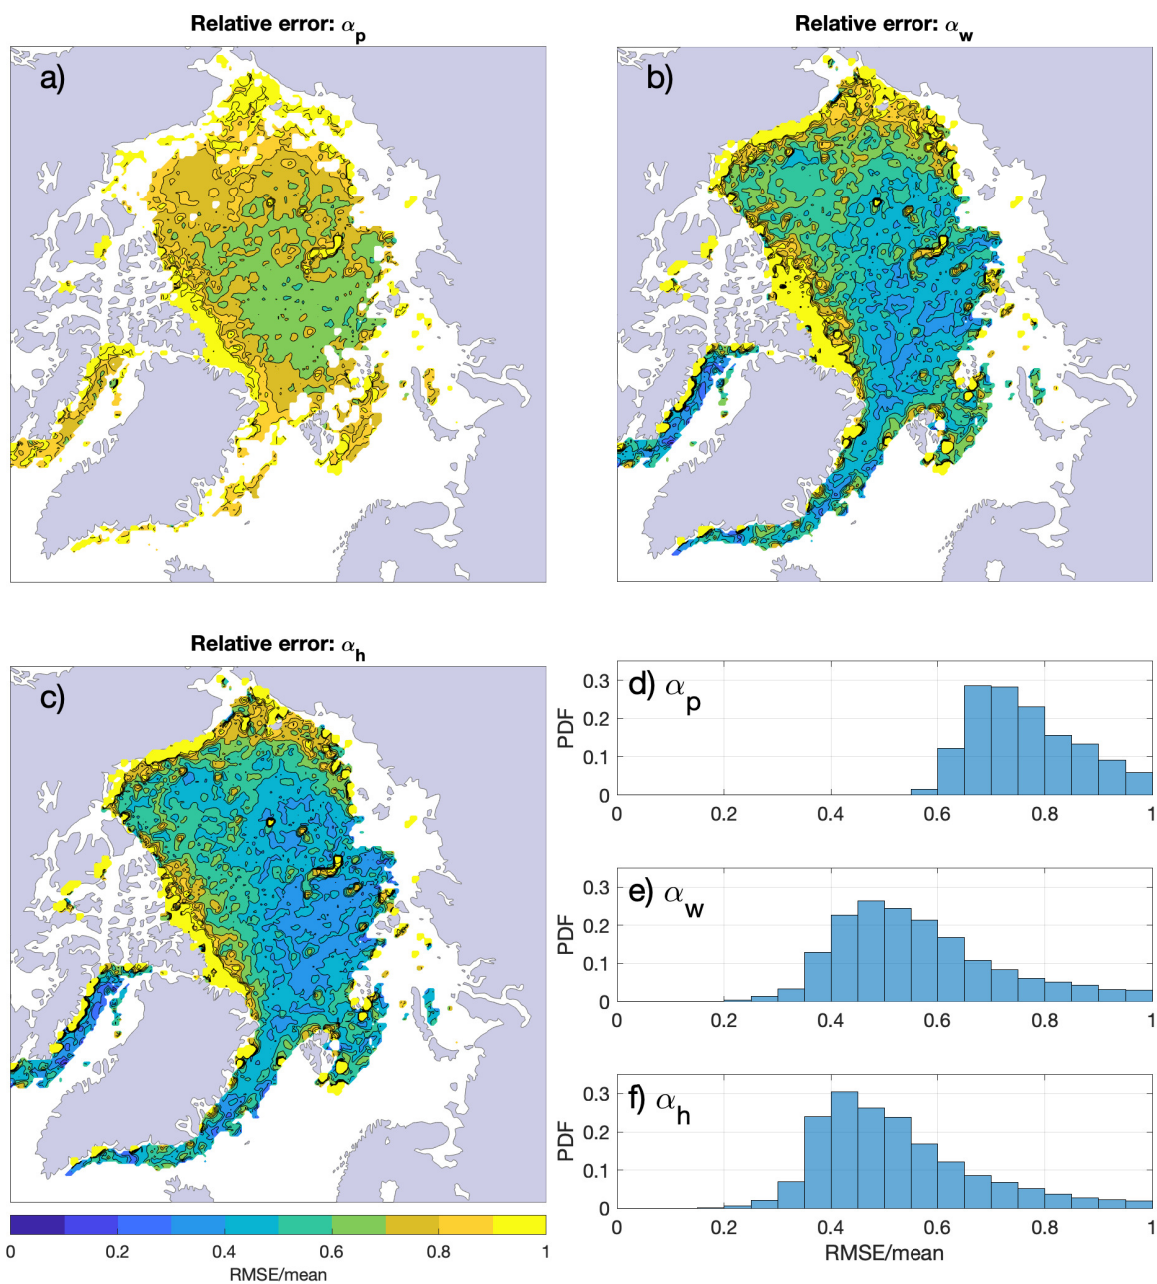 Relative error: αp
a)
Relative error: αw
b)
Relative error: αh
c)
0 0.2 0.4 0.6 0.8 1
RMSE/mean
d) αp
PDF
0.3
0.2
0.1
0
0 0.2 0.4 0.6 0.8 1
e) αw
PDF
0.3
0.2
0.1
0
0 0.2 0.4 0.6 0.8 1
f) αh
PDF
0.3
0.2
0.1
0
0 0.2 0.4 0.6 0.8 1
RMSE/mean